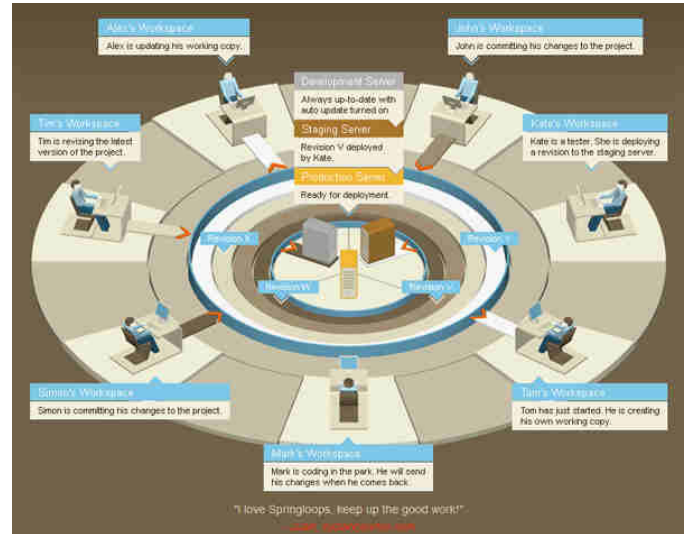 Alex's Workspace
Alex is updating his working copy.
John's Workspace
John is committing his changes to the project.
Development Server
Always up-to-date with
auto update turned on
Staging Server
Revision V deployed
by Kate.
Production Server
Ready for deployment.
Tim's Workspace
Tim is revising the latest
version of the project.
Kate's Workspace
Kate is a tester. She is deploying
a revision to the staging server.
Revision X
Revision Y
Revision W
Revision V
Simon's Workspace
Simon is committing his changes to the project.
Tom's Workspace
Tom has just started. He is creating
his own working copy.
Mark's Workspace
Mark is coding in the park. He will send
his changes when he comes back.
"I love Springloops, keep up the good work!"